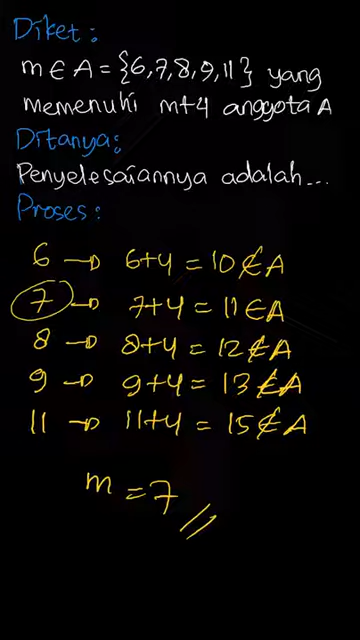 Diket:
m ∈ A = {6,7,8,9,11} yang
memenuhi m+4 anggota A
Ditanya:
Penyelesaiannya adalah...
Proses:
6 → 6+4 = 10 ∉ A
7 → 7+4 = 11 ∈ A
8 → 8+4 = 12 ∉ A
9 → 9+4 = 13 ∉ A
11 → 11+4 = 15 ∉ A
m = 7 //